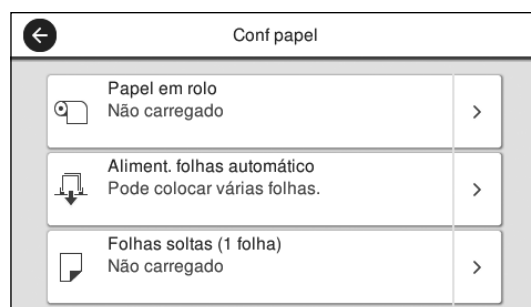 Conf papel
Papel em rolo
Não carregado
Aliment. folhas automático
Pode colocar várias folhas.
Folhas soltas (1 folha)
Não carregado